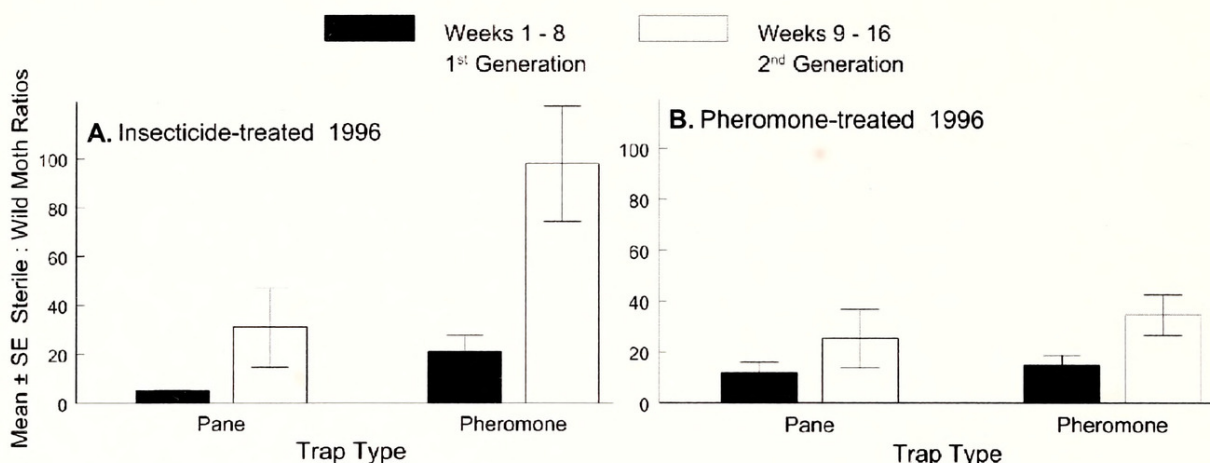 Weeks 1 - 8
1st Generation
Weeks 9 - 16
2nd Generation
Mean ± SE Sterile : Wild Moth Ratios
A. Insecticide-treated 1996
100
80
60
40
20
0
Pane
Pheromone
Trap Type
B. Pheromone-treated 1996
100
80
60
40
20
0
Pane
Pheromone
Trap Type